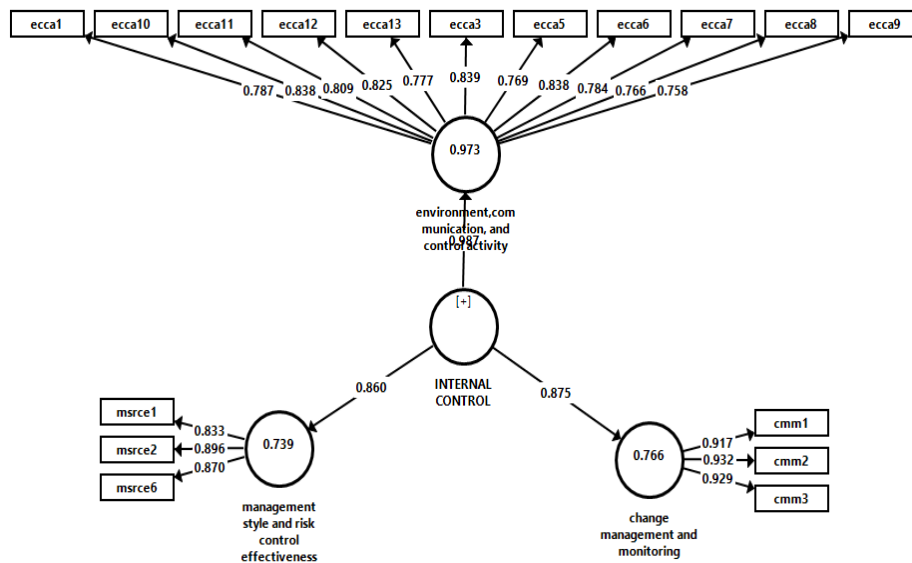 ecca1 ecca10 ecca11 ecca12 ecca13 ecca3 ecca5 ecca6 ecca7 ecca8 ecca9
0.787 0.838 0.809 0.825 0.777 0.839 0.769 0.838 0.784 0.766 0.758
0.973
environment,com
munication, and
control activity
0.987
[+]
INTERNAL
CONTROL
0.860
0.875
msrce1
msrce2
msrce6
0.833
0.896
0.870
0.739
management
style and risk
control
effectiveness
0.766
change
management and
monitoring
0.917
0.932
0.929
cmm1
cmm2
cmm3